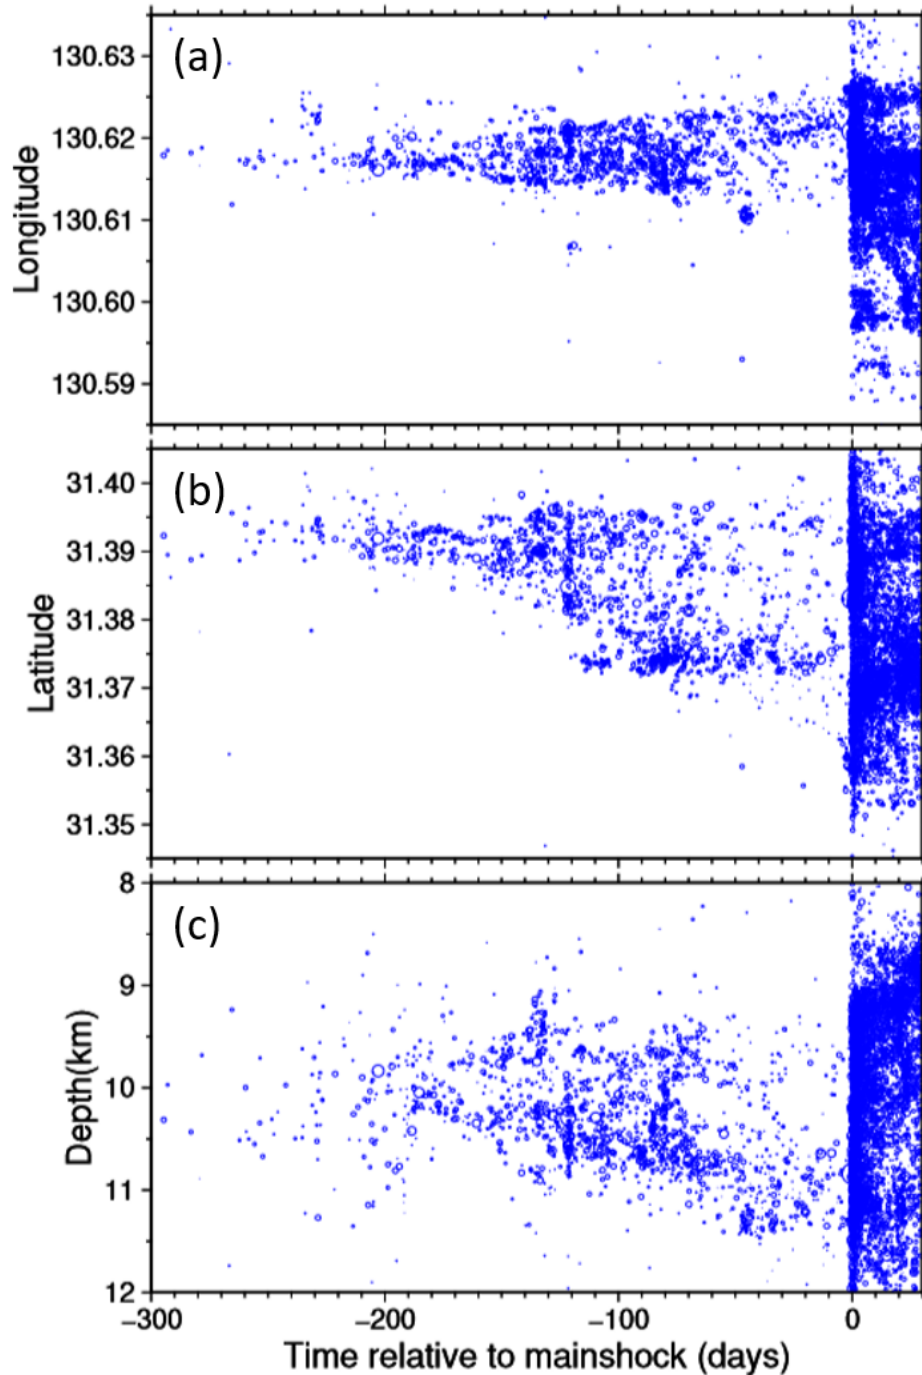 (a)
130.63
130.62
130.61
130.60
130.59
Longitude
(b)
31.40
31.39
31.38
31.37
31.36
31.35
Latitude
(c)
8
9
10
11
12
Depth(km)
−300 −200 −100 0
Time relative to mainshock (days)